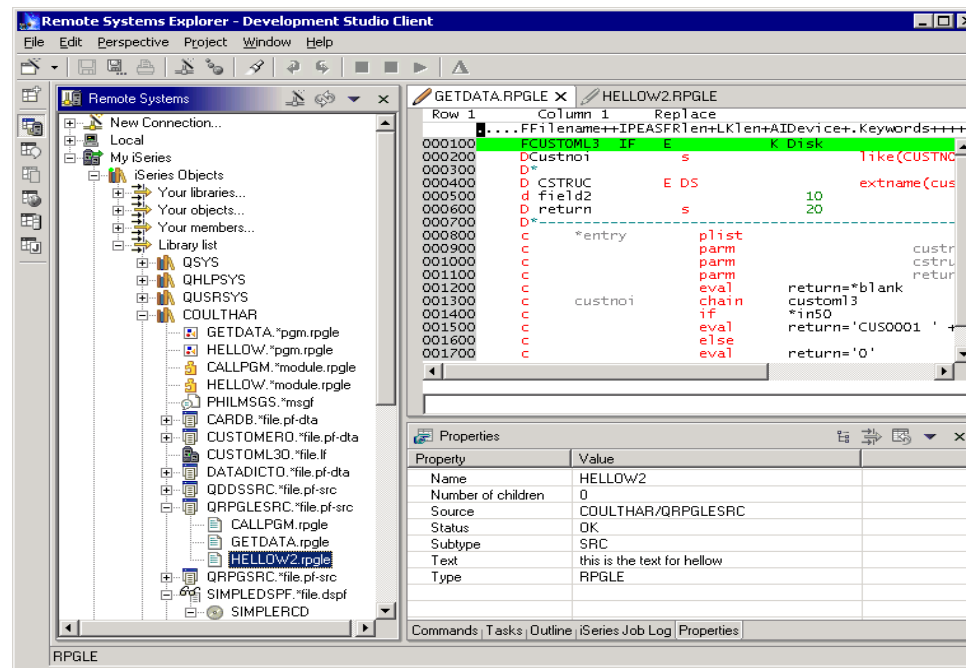 Remote Systems Explorer - Development Studio Client
File Edit Perspective Project Window Help
Remote Systems
New Connection...
Local
My iSeries
iSeries Objects
Your libraries...
Your objects...
Your members...
Library list
QSYS
QHLPSYS
QUSRSYS
COULTHAR
GETDATA.*pgm.rpgle
HELLOW.*pgm.rpgle
CALLPGM.*module.rpgle
HELLOW.*module.rpgle
PHILMSGS.*msgf
CARDB.*file.pf-dta
CUSTOMERO.*file.pf-dta
CUSTOML3O.*file.lf
DATADICTO.*file.pf-dta
QDDSSRC.*file.pf-src
QRPGLESRC.*file.pf-src
CALLPGM.rpgle
GETDATA.rpgle
HELLOW2.rpgle
QRPGSRC.*file.pf-src
SIMPLEDSPF.*file.dspf
SIMPLERCD
GETDATA.RPGLE HELLOW2.RPGLE
Row 1 Column 1 Replace
....FFilename++IPEASFRlen+LKlen+AIDevice+.Keywords++++
000100 FCUSTOML3 IF E K Disk
000200 DCustnoi s like(CUSTNO
000300 D*
000400 D CSTRUC E DS extname(cus
000500 d field2 10
000600 D return s 20
000700 D*-----------------------------------------------------
000800 c *entry plist
000900 c parm custr
001000 c parm cstru
001100 c parm retur
001200 c eval return=*blank
001300 c custnoi chain customl3
001400 c if *in50
001500 c eval return='CUS0001 ' +
001600 c else
001700 c eval return='0'
Properties
Property Value
Name HELLOW2
Number of children 0
Source COULTHAR/QRPGLESRC
Status OK
Subtype SRC
Text this is the text for hellow
Type RPGLE
Commands Tasks Outline iSeries Job Log Properties
RPGLE